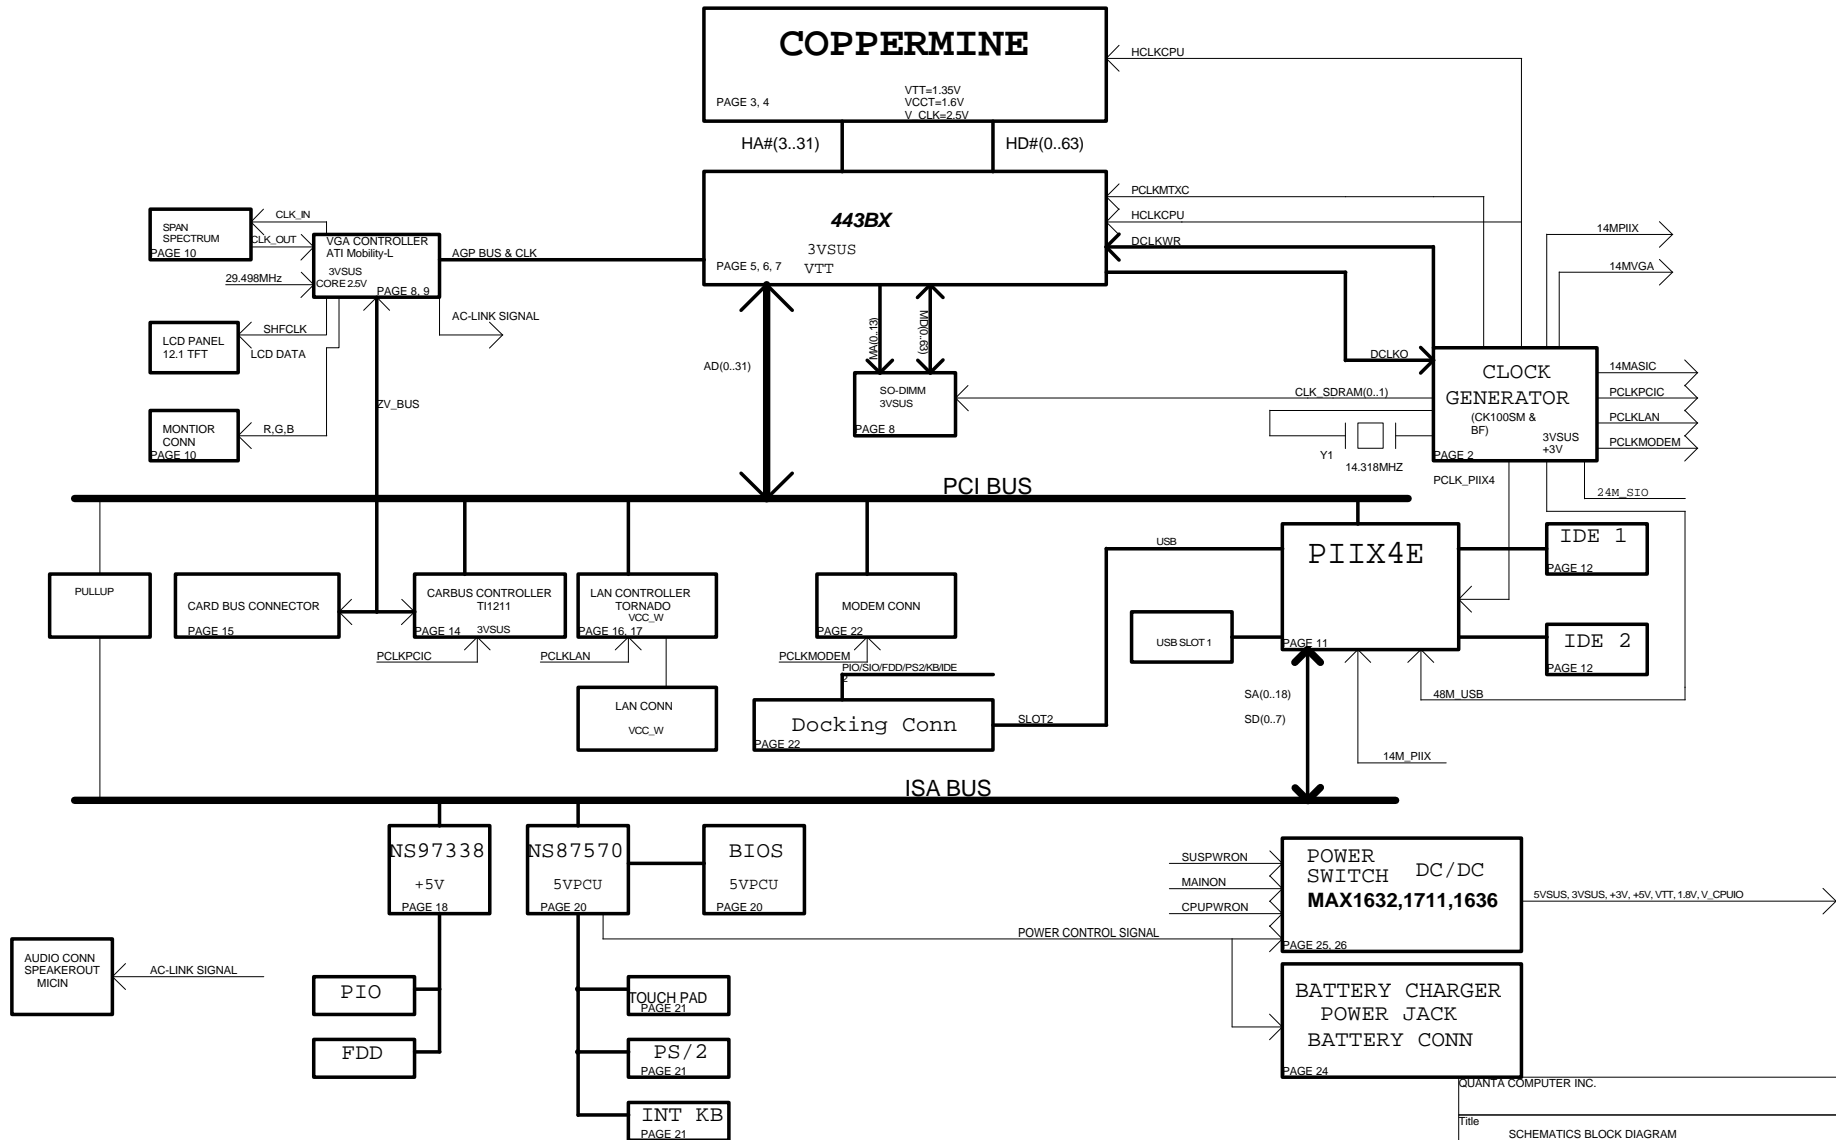 COPPERMINE
PAGE 3, 4
VTT=1.35V
VCCT=1.6V
V_CLK=2.5V
HCLKCPU
HA#(3..31)
HD#(0..63)
443BX
3VSUS
VTT
PAGE 5, 6, 7
PCLKMTXC
HCLKCPU
DCLKWR
DCLKO
SPAN
SPECTRUM
PAGE 10
CLK_IN
CLK_OUT
29.498MHz
VGA CONTROLLER
ATI Mobility-L
3VSUS
CORE 2.5V
PAGE 8, 9
AGP BUS & CLK
AC-LINK SIGNAL
LCD PANEL
12.1 TFT
SHFCLK
LCD DATA
MONTIOR
CONN
PAGE 10
R,G,B
ZV_BUS
AD(0..31)
MA(0..13)
MD(0..63)
SO-DIMM
3VSUS
PAGE 8
CLK_SDRAM(0..1)
Y1
14.318MHZ
14MPIIX
14MVGA
CLOCK
GENERATOR
(CK100SM &
BF)
3VSUS
+3V
PAGE 2
14MASIC
PCLKPCIC
PCLKLAN
PCLKMODEM
PCLK_PIIX4
24M_SIO
PCI BUS
PULLUP
CARD BUS CONNECTOR
PAGE 15
CARBUS CONTROLLER
TI1211
PAGE 14
3VSUS
PCLKPCIC
LAN CONTROLLER
TORNADO
VCC_W
PAGE 16, 17
PCLKLAN
LAN CONN
VCC_W
MODEM CONN
PAGE 22
PCLKMODEM
PIO/SIO/FDD/PS2/KB/IDE
2
Docking Conn
PAGE 22
SLOT2
USB
PIIX4E
PAGE 11
USB SLOT 1
IDE 1
PAGE 12
IDE 2
PAGE 12
48M_USB
SA(0..18)
SD(0..7)
14M_PIIX
ISA BUS
NS97338
+5V
PAGE 18
NS87570
5VPCU
PAGE 20
BIOS
5VPCU
PAGE 20
PIO
FDD
TOUCH PAD
PAGE 21
PS/2
PAGE 21
INT KB
PAGE 21
AUDIO CONN
SPEAKEROUT
MICIN
AC-LINK SIGNAL
SUSPWRON
MAINON
CPUPWRON
POWER CONTROL SIGNAL
POWER
SWITCH
DC/DC
MAX1632,1711,1636
PAGE 25, 26
5VSUS, 3VSUS, +3V, +5V, VTT, 1.8V, V_CPUIO
BATTERY CHARGER
POWER JACK
BATTERY CONN
PAGE 24
QUANTA COMPUTER INC.
Title
SCHEMATICS BLOCK DIAGRAM